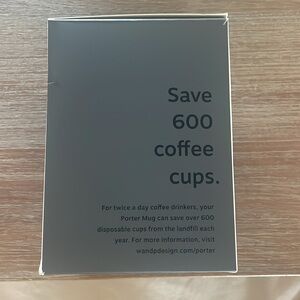 Save
600
coffee
cups.
For twice a day coffee drinkers, your
Porter Mug can save over 600
disposable cups from the landfill each
year. For more information, visit
wandpdesign.com/porter